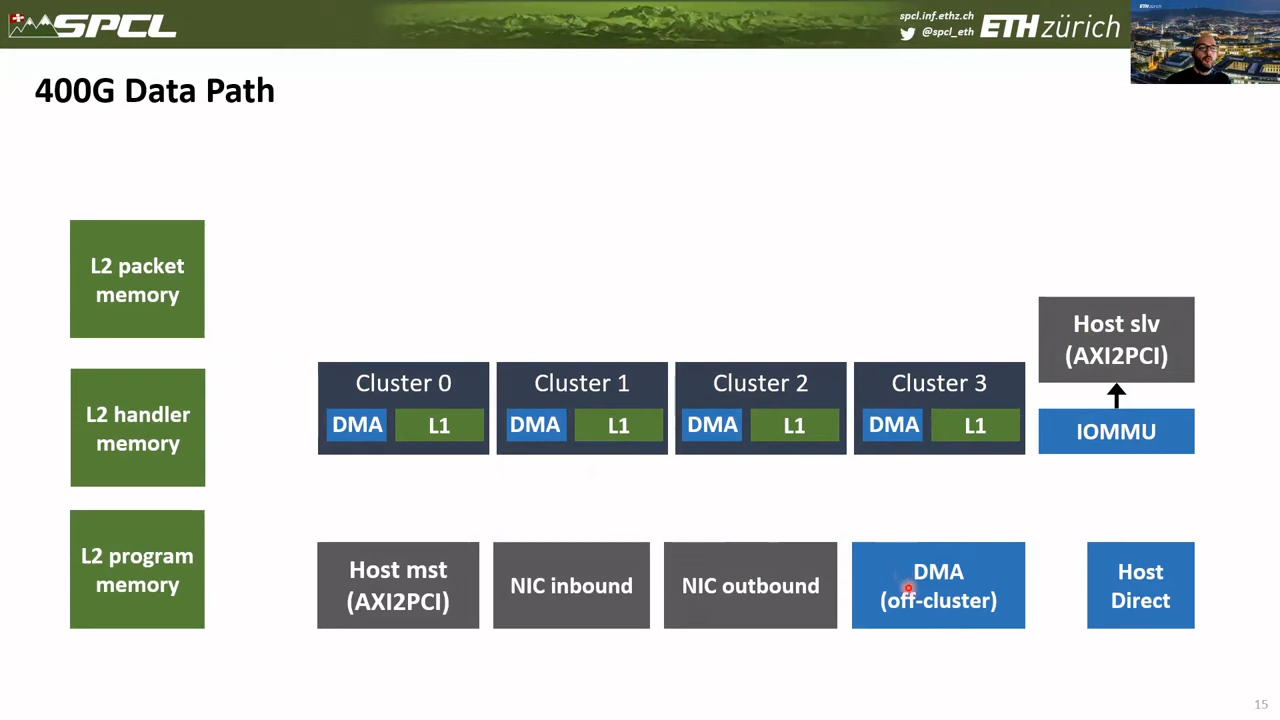 SPCL
spcl.inf.ethz.ch
@spcl_eth
ETH zürich
ETH zürich
400G Data Path
L2 packet
memory
L2 handler
memory
L2 program
memory
Cluster 0
DMA
L1
Cluster 1
DMA
L1
Cluster 2
DMA
L1
Cluster 3
DMA
L1
Host slv
(AXI2PCI)
IOMMU
Host mst
(AXI2PCI)
NIC inbound
NIC outbound
DMA
(off-cluster)
Host
Direct
15